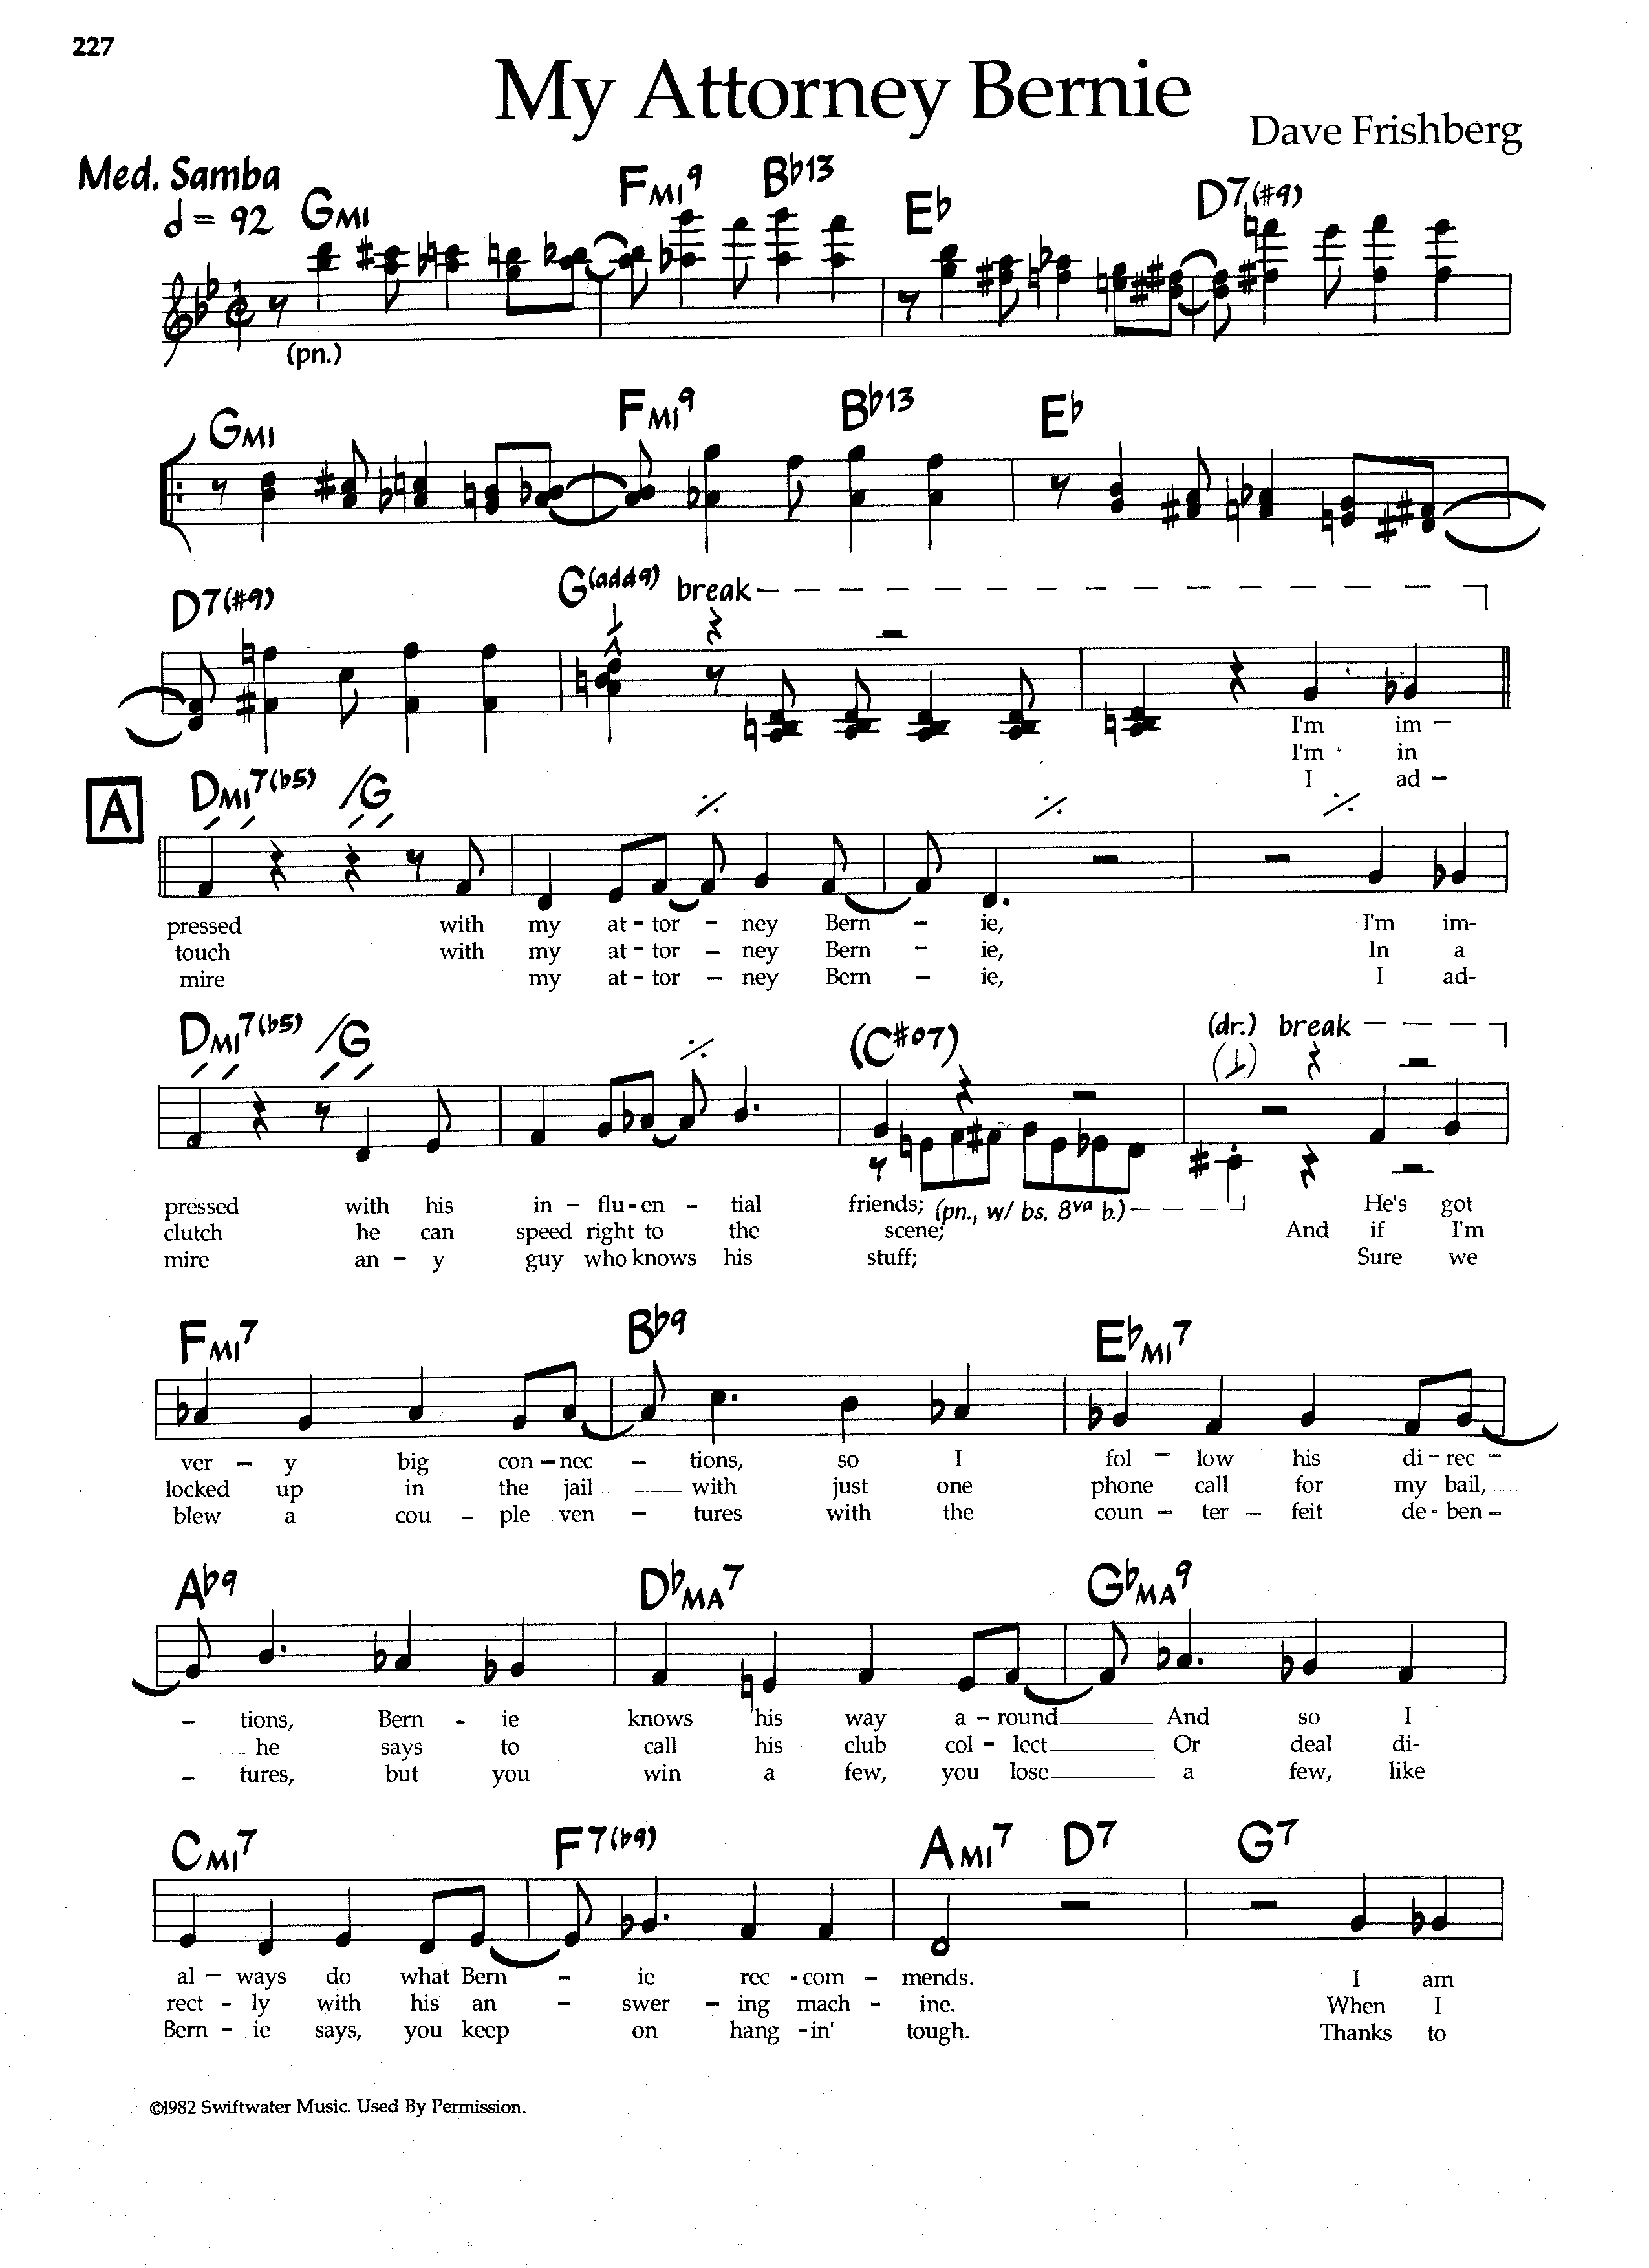 227
My Attorney Bernie
Dave Frishberg
Med. Samba
𝅗𝅥 = 92 GMI FMI9 B♭13 E♭ D7(#9)
(pn.)
GMI FMI9 B♭13 E♭
D7(#9) G(add9) break
I'm im –
I'm in
I ad –
A DMI7(♭5) /G
pressed with my at – tor – ney Bern – ie, I'm im-
touch with my at – tor – ney Bern – ie, In a
mire my at – tor – ney Bern – ie, I ad-
DMI7(♭5) /G (C#o7) (dr.) break
pressed with his in – flu – en – tial friends; (pn., w/ bs. 8va b.) He's got
clutch he can speed right to the scene; And if I'm
mire an – y guy who knows his stuff; Sure we
FMI7 B♭9 E♭MI7
ver – y big con – nec – tions, so I fol – low his di – rec –
locked up in the jail with just one phone call for my bail,
blew a cou – ple ven – tures with the coun – ter – feit de - ben –
A♭9 D♭MA7 G♭MA9
– tions, Bern - ie knows his way a – round And so I
he says to call his club col – lect Or deal di-
– tures, but you win a few, you lose a few, like
CMI7 F7(♭9) AMI7 D7 G7
al – ways do what Bern – ie rec - com – mends. I am
rect – ly with his an – swer – ing mach – ine. When I
Bern – ie says, you keep on hang - in' tough. Thanks to
©1982 Swiftwater Music. Used By Permission.